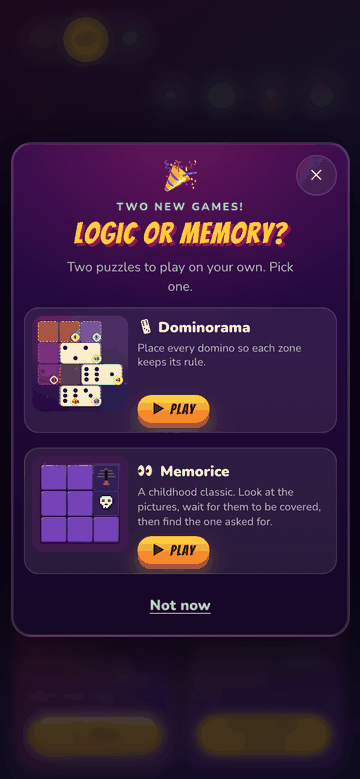 TWO NEW GAMES!
LOGIC OR MEMORY?
Two puzzles to play on your own. Pick
one.
Dominorama
Place every domino so each zone
keeps its rule.
PLAY
Memorice
A childhood classic. Look at the
pictures, wait for them to be covered,
then find the one asked for.
PLAY
Not now